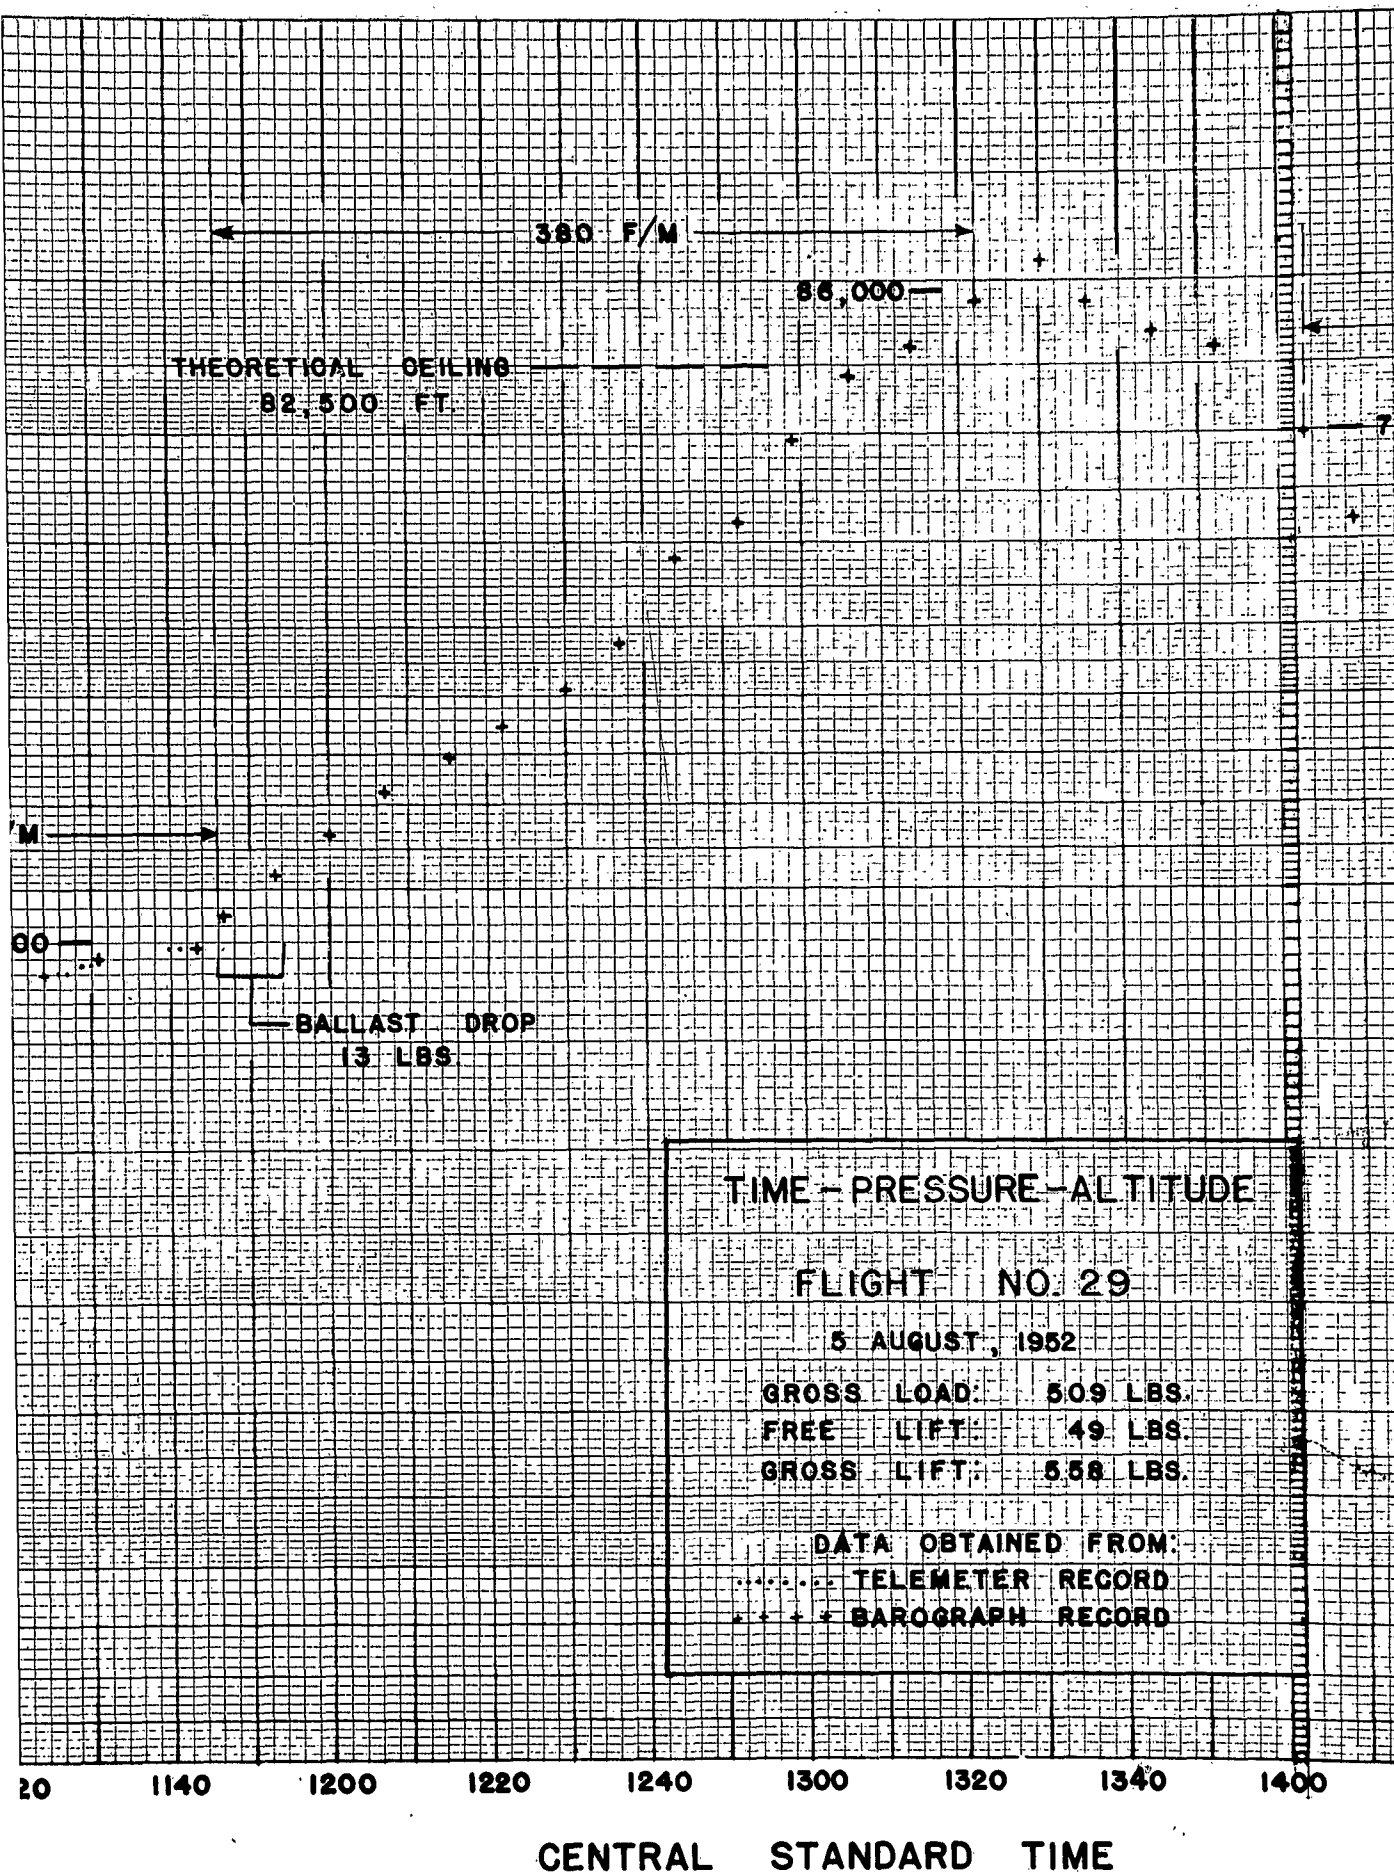 380 F/M
86,000
THEORETICAL CEILING
82,500 FT.
7
/M
00
BALLAST DROP
13 LBS.
TIME-PRESSURE-ALTITUDE
FLIGHT NO. 29
5 AUGUST, 1952
GROSS LOAD: 509 LBS.
FREE LIFT: 49 LBS.
GROSS LIFT: 558 LBS.
DATA OBTAINED FROM:
TELEMETER RECORD
BAROGRAPH RECORD
20 1140 1200 1220 1240 1300 1320 1340 1400
CENTRAL STANDARD TIME